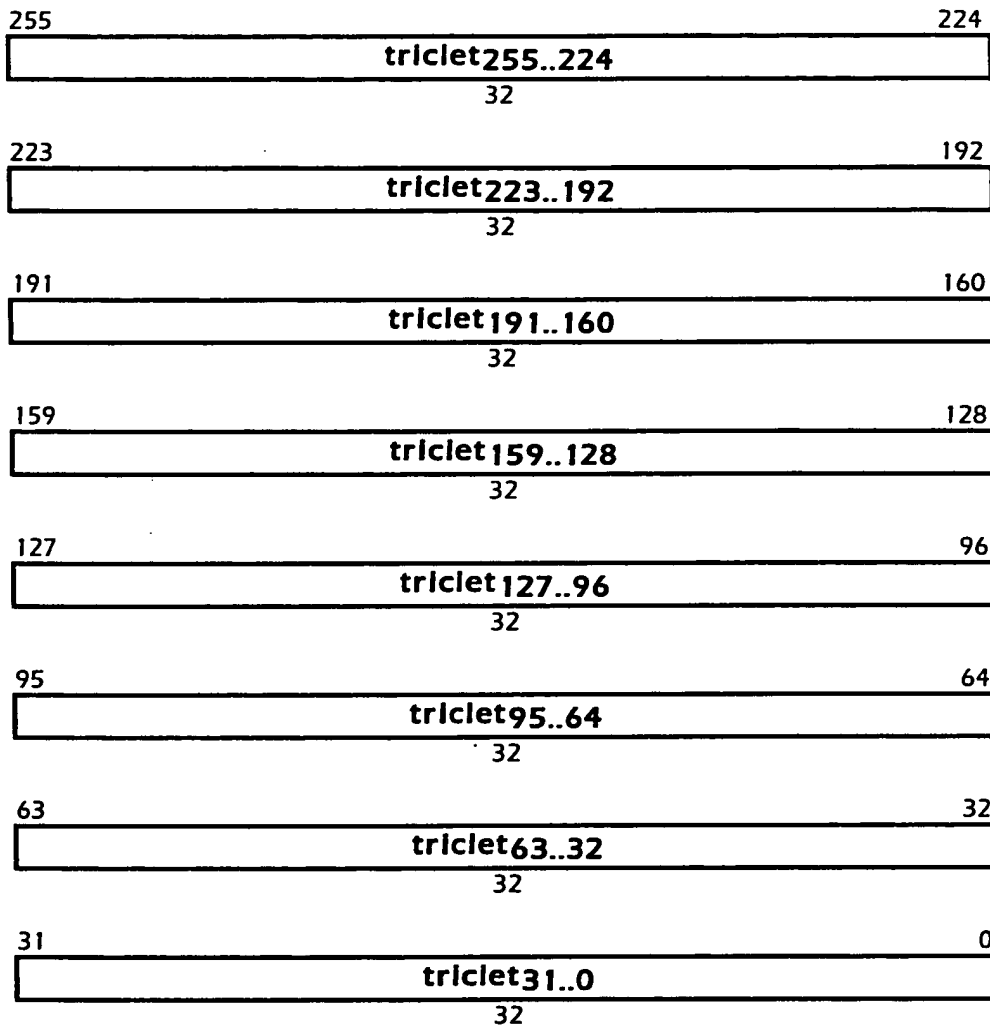 255 224
triclet255..224
32
223 192
triclet223..192
32
191 160
triclet191..160
32
159 128
triclet159..128
32
127 96
triclet127..96
32
95 64
triclet95..64
32
63 32
triclet63..32
32
31 0
triclet31..0
32